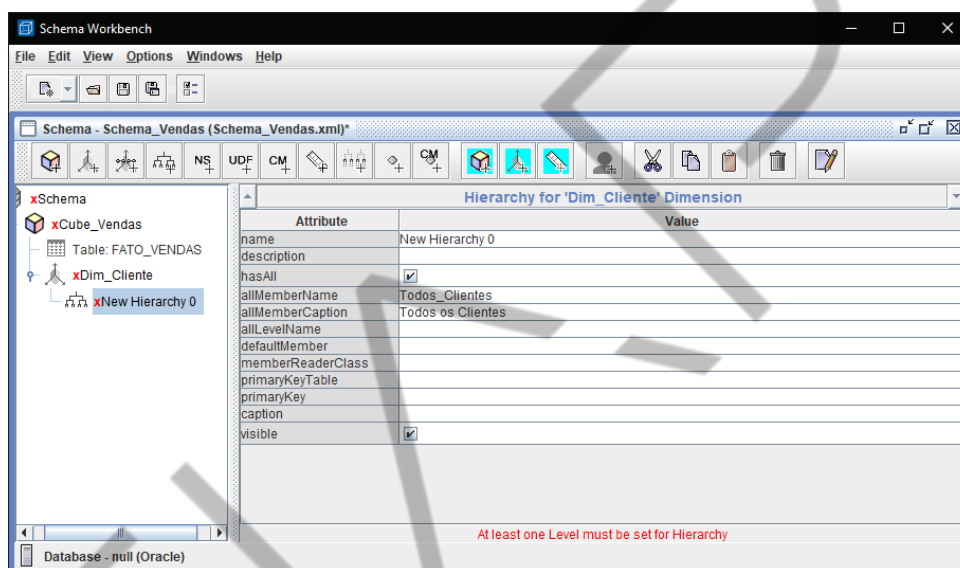 Schema Workbench
File Edit View Options Windows Help
Schema - Schema_Vendas (Schema_Vendas.xml)*
NS UDF CM CM
xSchema
xCube_Vendas
Table: FATO_VENDAS
xDim_Cliente
xNew Hierarchy 0
Hierarchy for 'Dim_Cliente' Dimension
Attribute Value
name New Hierarchy 0
description
hasAll
allMemberName Todos_Clientes
allMemberCaption Todos os Clientes
allLevelName
defaultMember
memberReaderClass
primaryKeyTable
primaryKey
caption
visible
At least one Level must be set for Hierarchy
Database - null (Oracle)